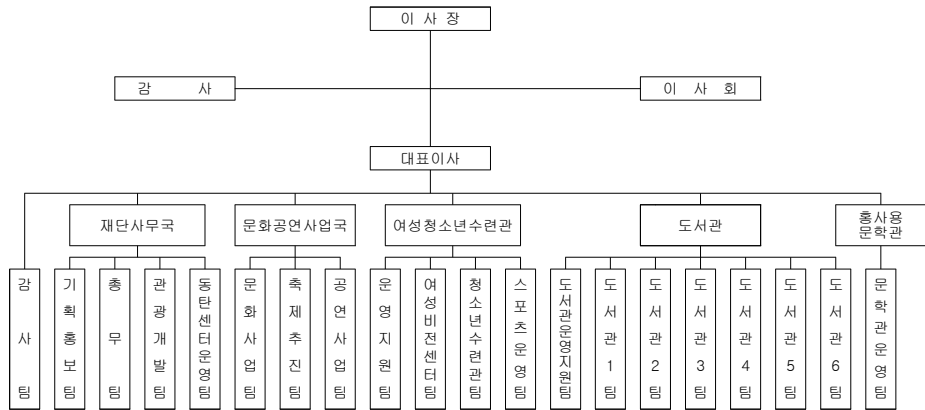 이 사 장
감 사
이 사 회
대표이사
재단사무국
문화공연사업국
여성청소년수련관
도서관
홍사용
문학관
감 사 팀
기획홍보팀
총 무 팀
관광개발팀
동탄센터운영팀
문화사업팀
축제추진팀
공연사업팀
운영지원팀
여성비전센터팀
청소년수련관팀
스포츠운영팀
도서관운영지원팀
도서관1팀
도서관2팀
도서관3팀
도서관4팀
도서관5팀
도서관6팀
문학관운영팀